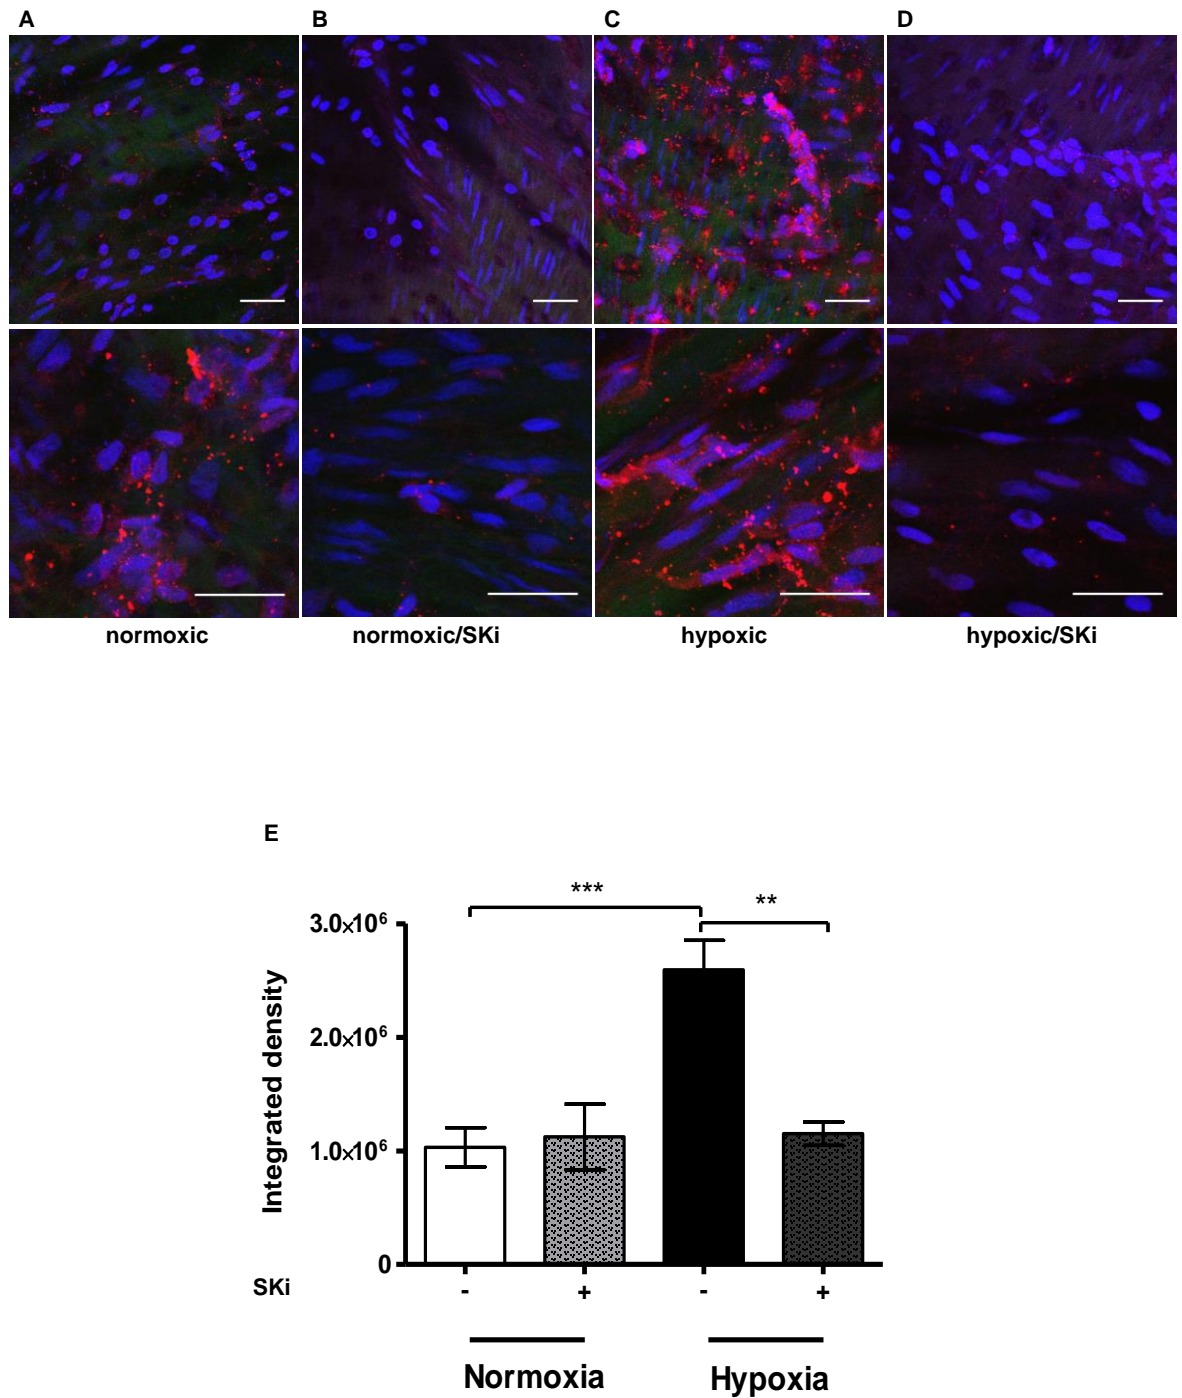 A B C D
normoxic normoxic/SKi hypoxic hypoxic/SKi
E
*** **
3.0×10⁶
2.0×10⁶
1.0×10⁶
0
Integrated density
SKi - + - +
Normoxia Hypoxia